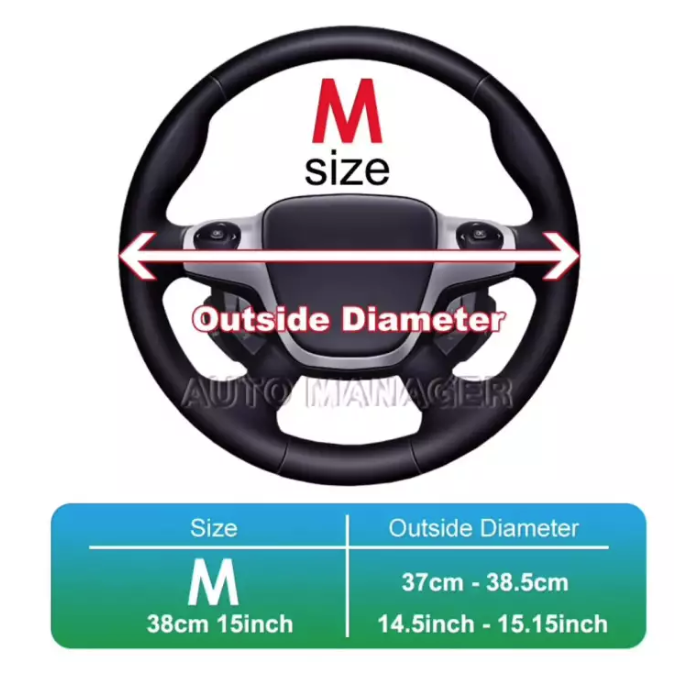 M
size
Outside Diameter
AUTO MANAGER
Size
Outside Diameter
M
37cm - 38.5cm
38cm 15inch
14.5inch - 15.15inch